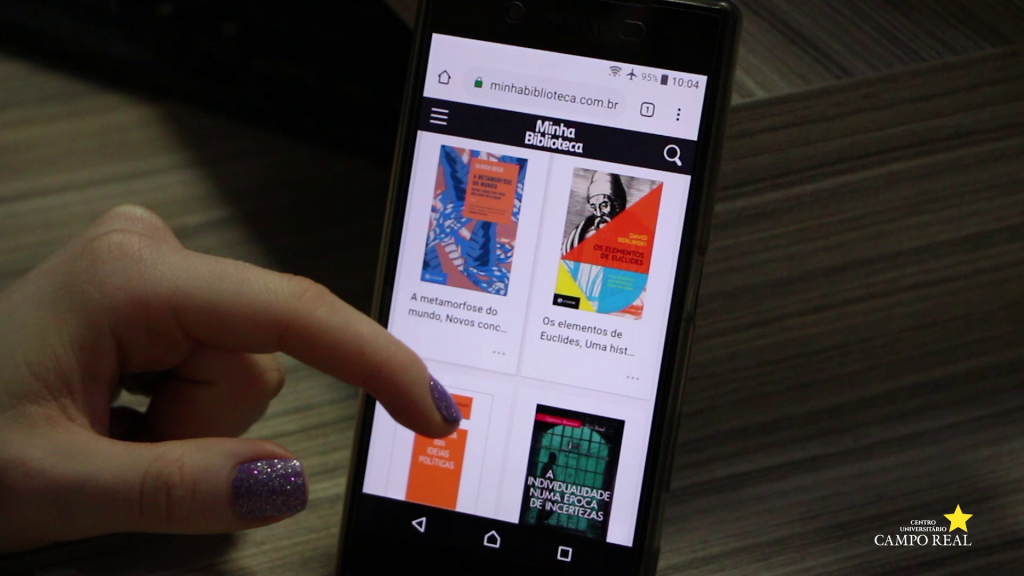 95% 10:04
minhabiblioteca.com.br
1
Minha
Biblioteca
A METAMORFOSE
DO MUNDO
DAVID
BERLINSKI
OS ELEMENTOS
DE EUCLIDES
A metamorfose do
mundo, Novos conc...
Os elementos de
Euclides, Uma hist...
DAS
IDEIAS
POLÍTICAS
A
INDIVIDUALIDADE
NUMA ÉPOCA
DE INCERTEZAS
CENTRO
UNIVERSITÁRIO
CAMPO REAL